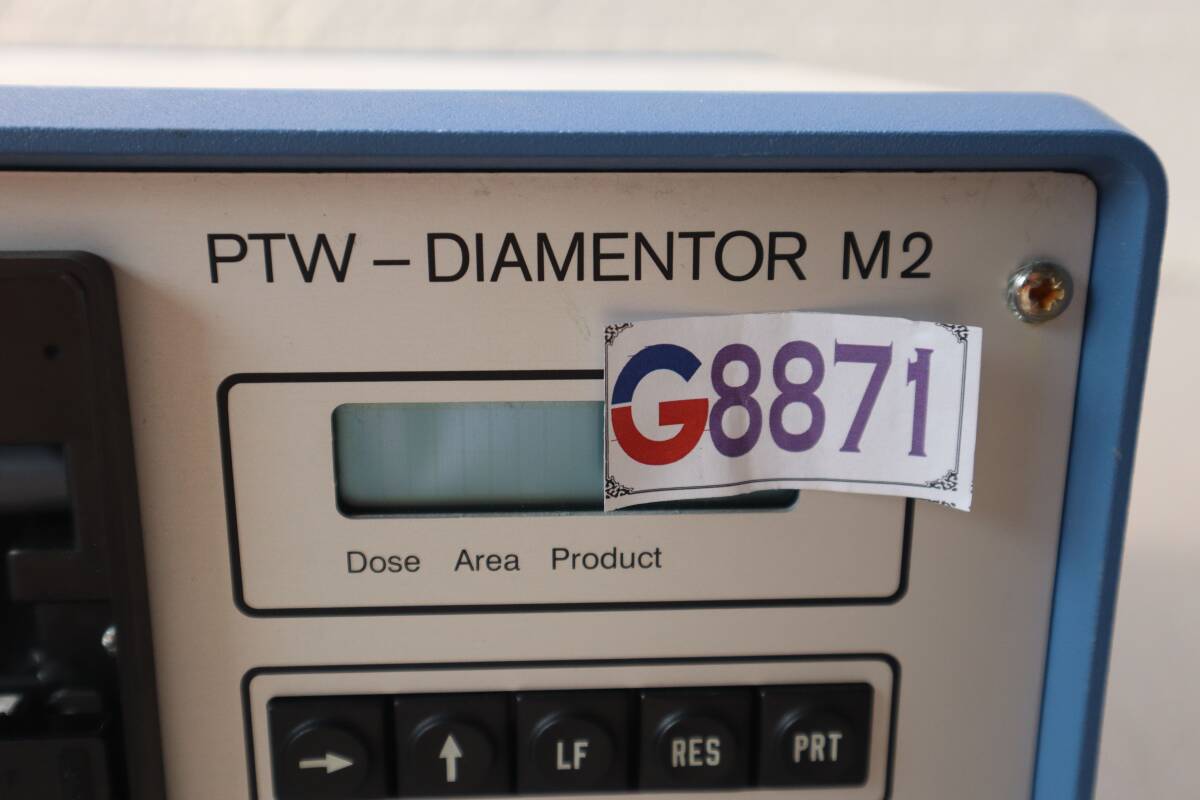 PTW – DIAMENTOR M2
G8871
Dose Area Product
→ ↑ LF RES PRT